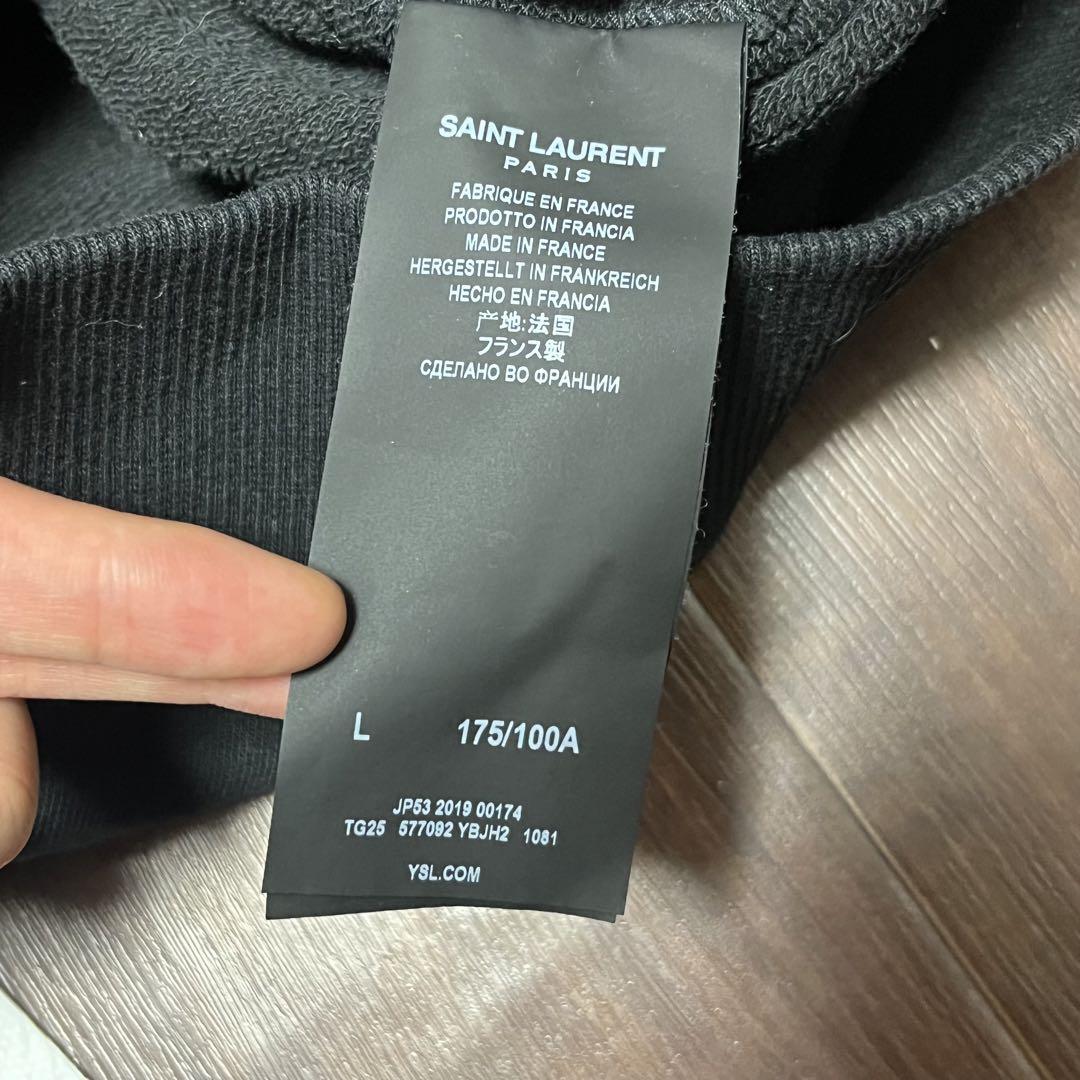 SAINT LAURENT
PARIS
FABRIQUE EN FRANCE
PRODOTTO IN FRANCIA
MADE IN FRANCE
HERGESTELLT IN FRANKREICH
HECHO EN FRANCIA
产地:法国
フランス製
СДЕЛАНО ВО ФРАНЦИИ
L 175/100A
JP53 2019 00174
TG25 577092 YBJH2 1081
YSL.COM